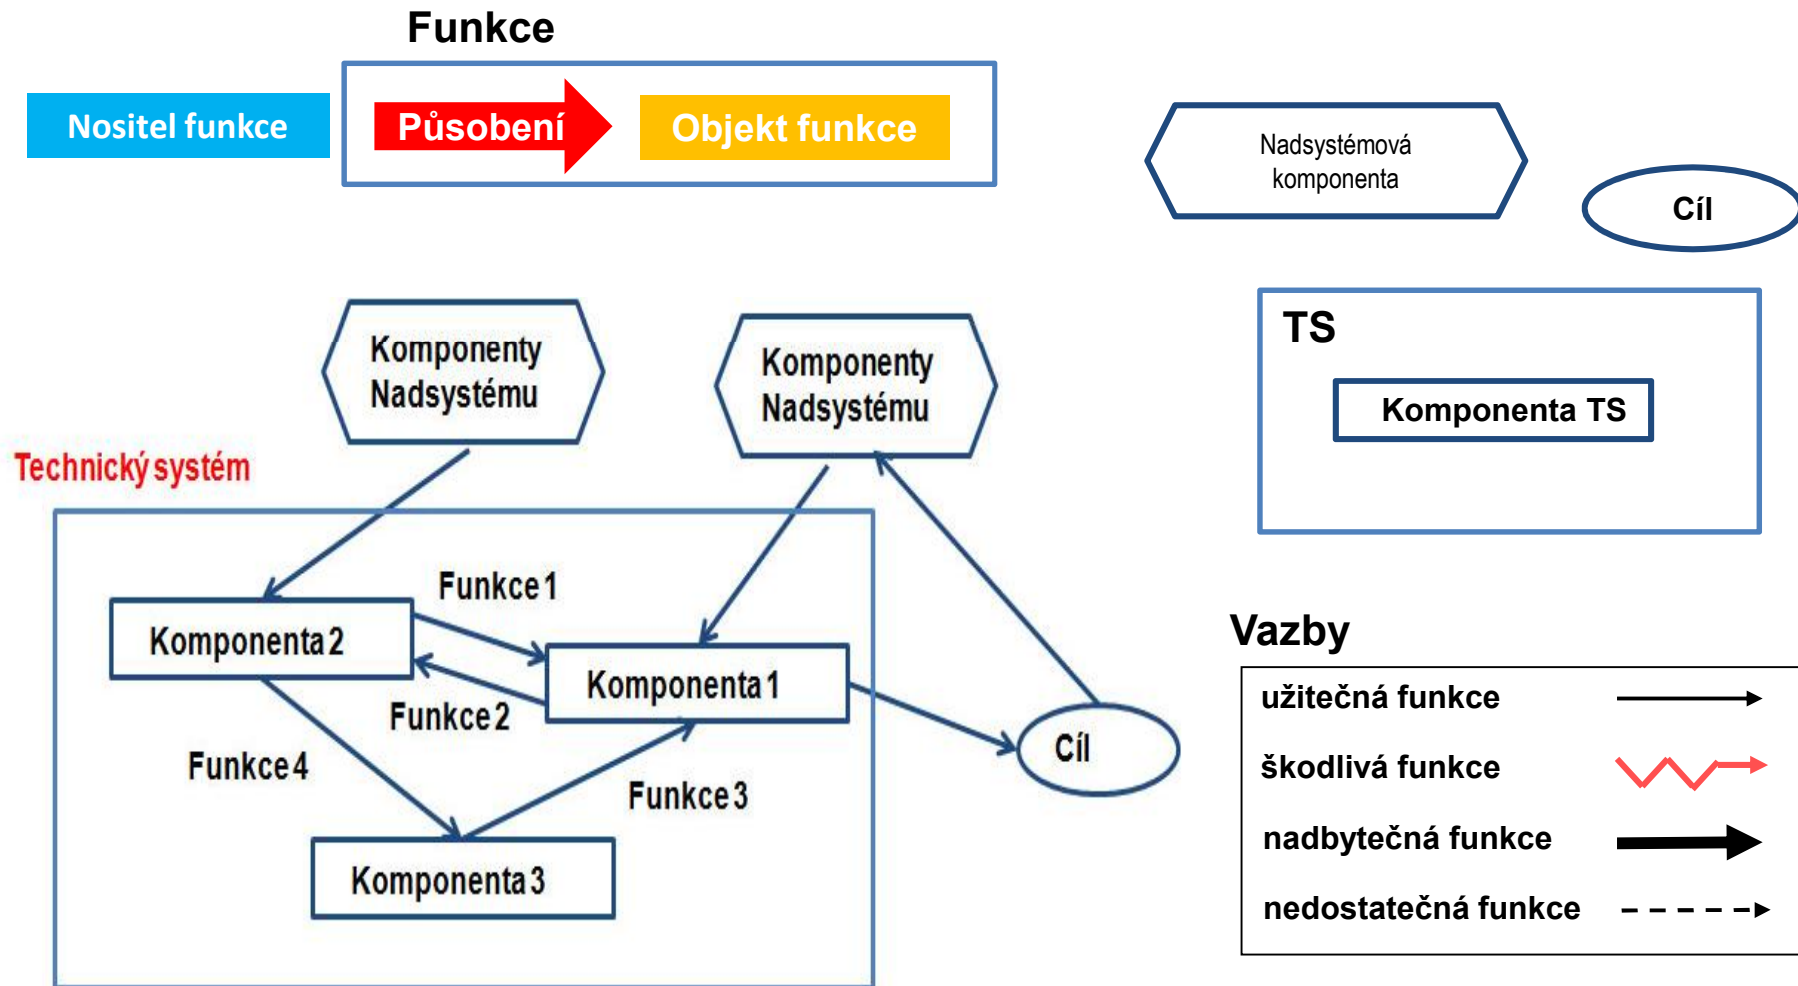 Funkce
Nositel funkce
Působení
Objekt funkce
Nadsystémová
komponenta
Cíl
TS
Komponenta TS
Komponenty
Nadsystému
Komponenty
Nadsystému
Technický systém
Funkce 1
Komponenta 2
Komponenta 1
Funkce 2
Funkce 4
Funkce 3
Cíl
Komponenta 3
Vazby
užitečná funkce
škodlivá funkce
nadbytečná funkce
nedostatečná funkce